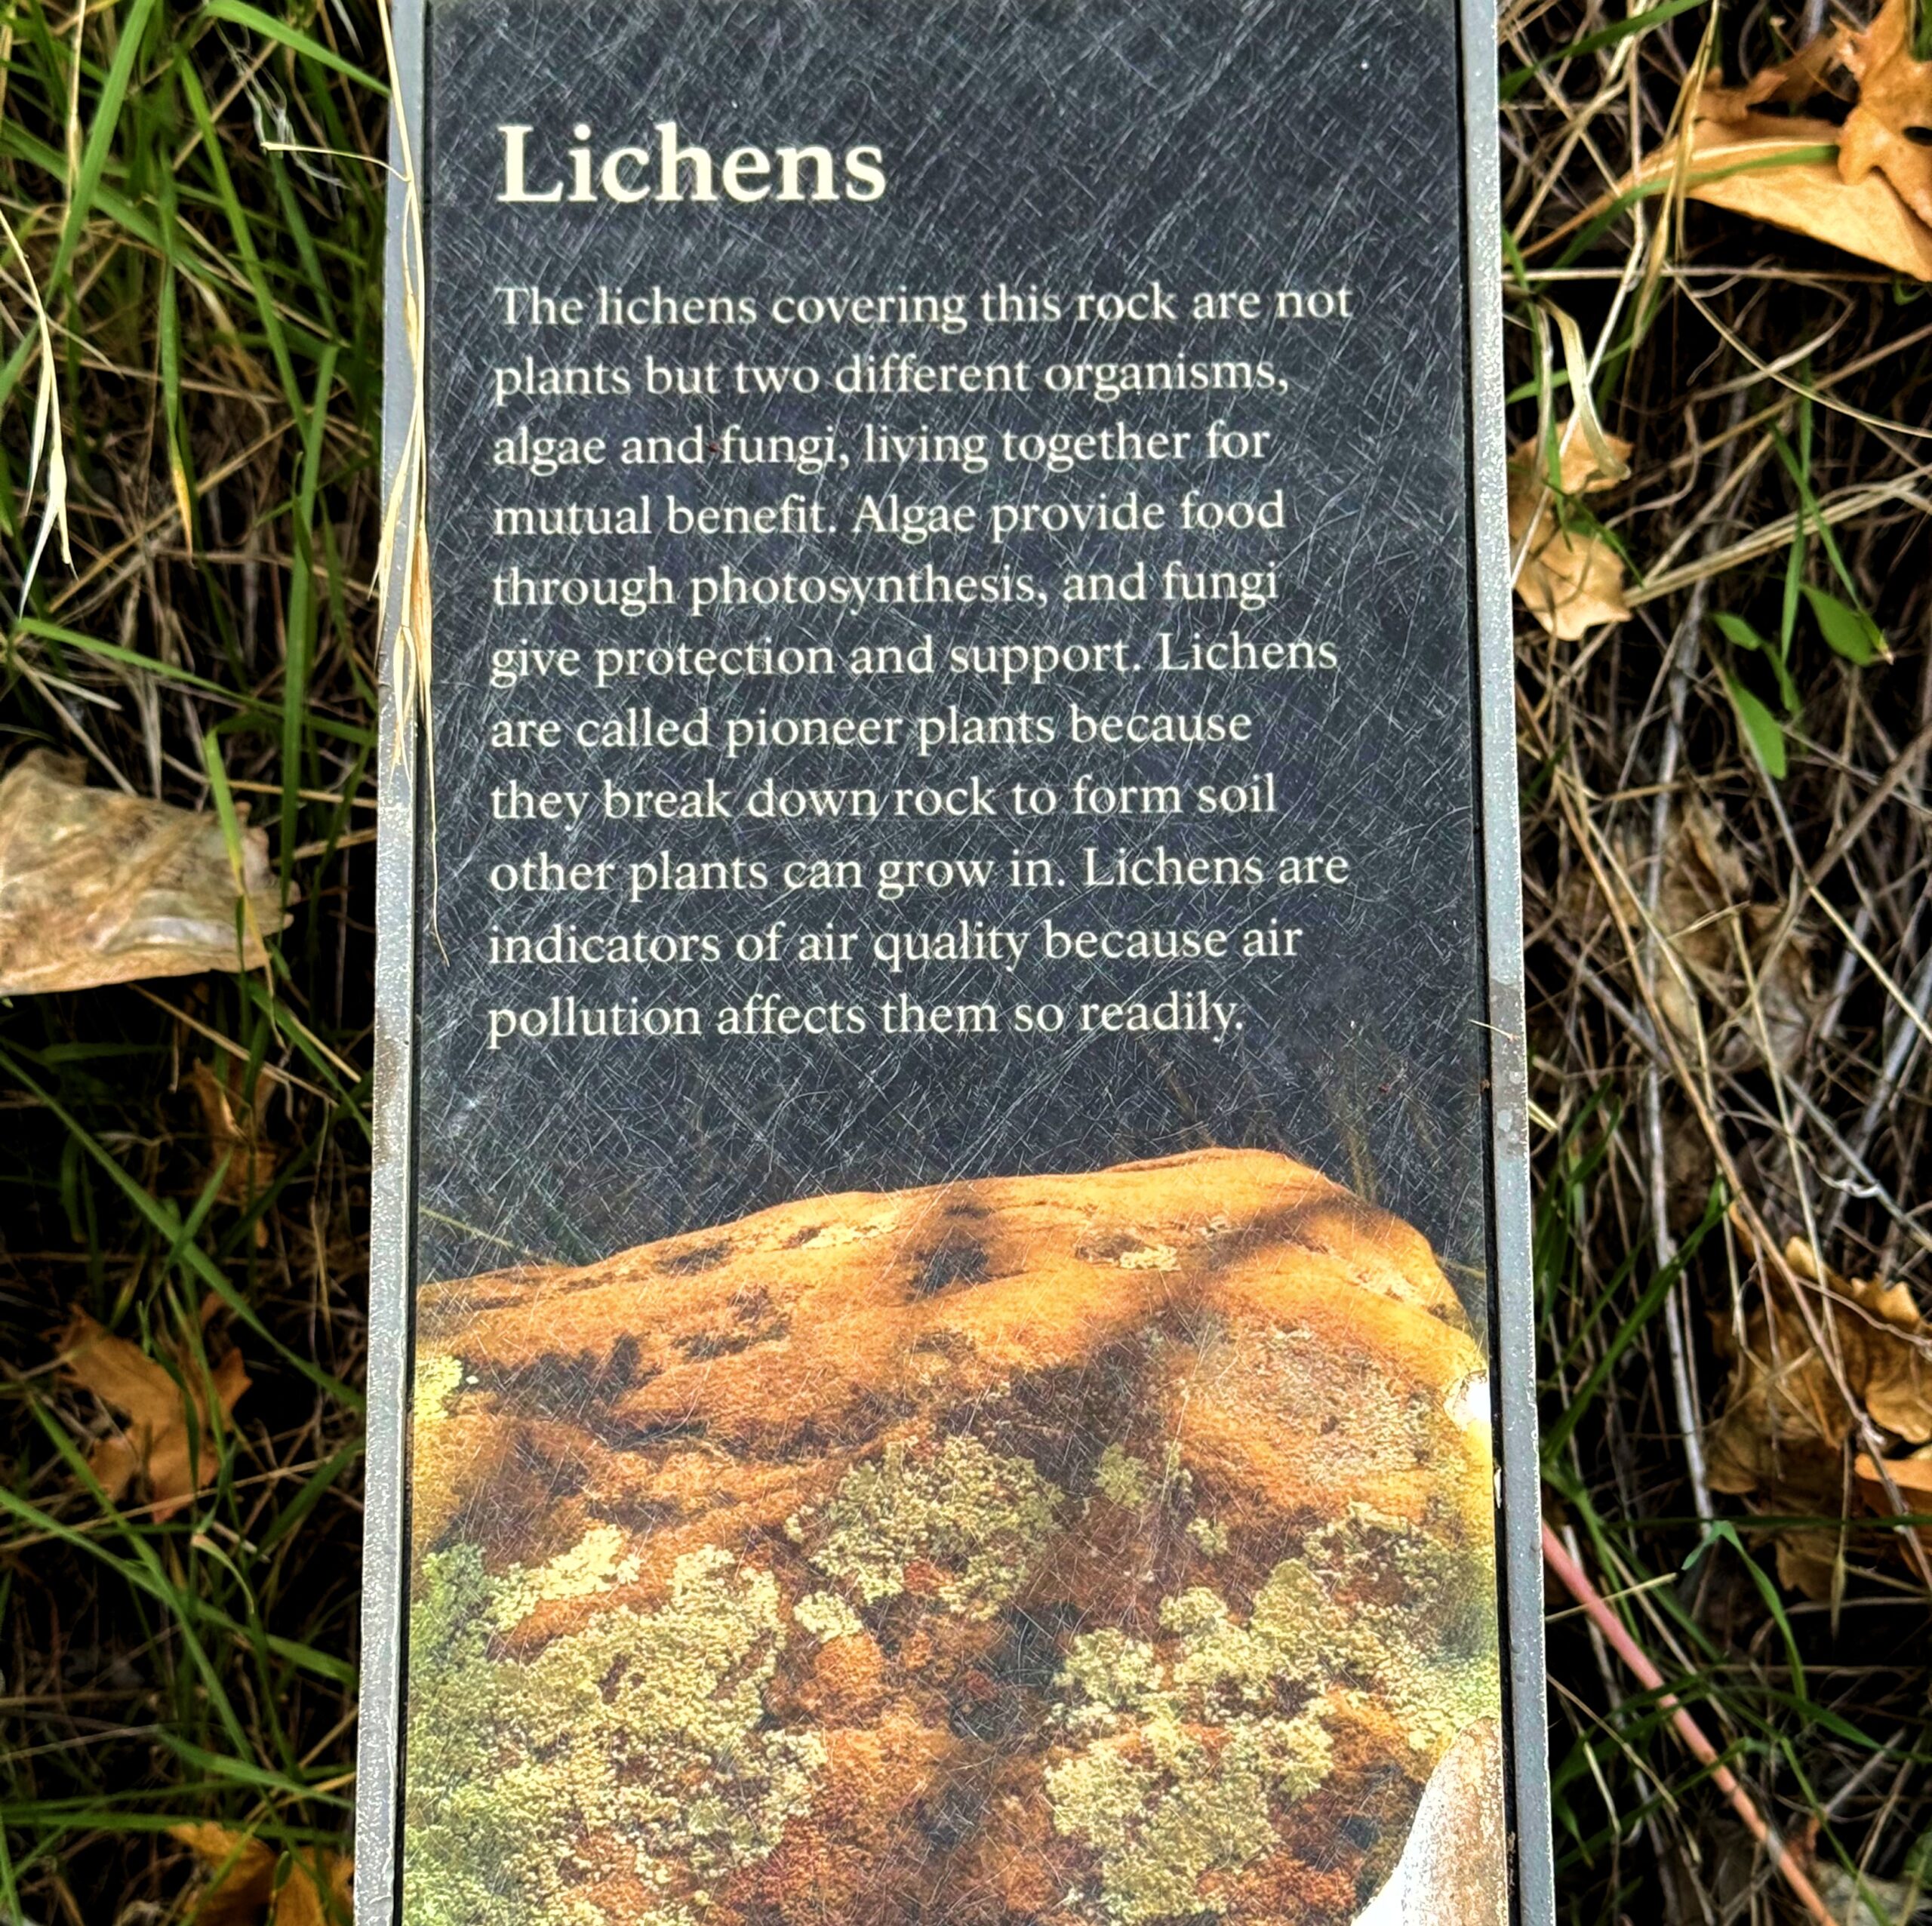 Lichens
The lichens covering this rock are not
plants but two different organisms,
algae and fungi, living together for
mutual benefit. Algae provide food
through photosynthesis, and fungi
give protection and support. Lichens
are called pioneer plants because
they break down rock to form soil
other plants can grow in. Lichens are
indicators of air quality because air
pollution affects them so readily.